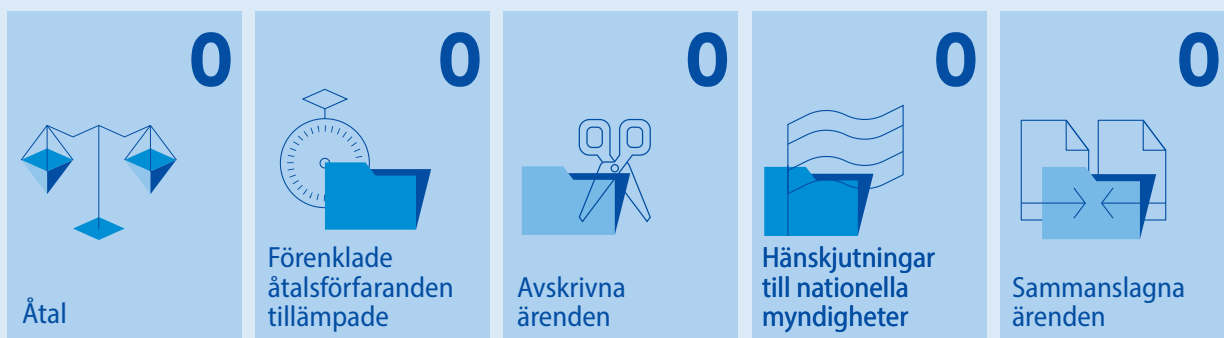 0
Åtal
0
Förenklade
åtalsförfaranden
tillämpade
0
Avskrivna
ärenden
0
Hänskjutningar
till nationella
myndigheter
0
Sammanslagna
ärenden